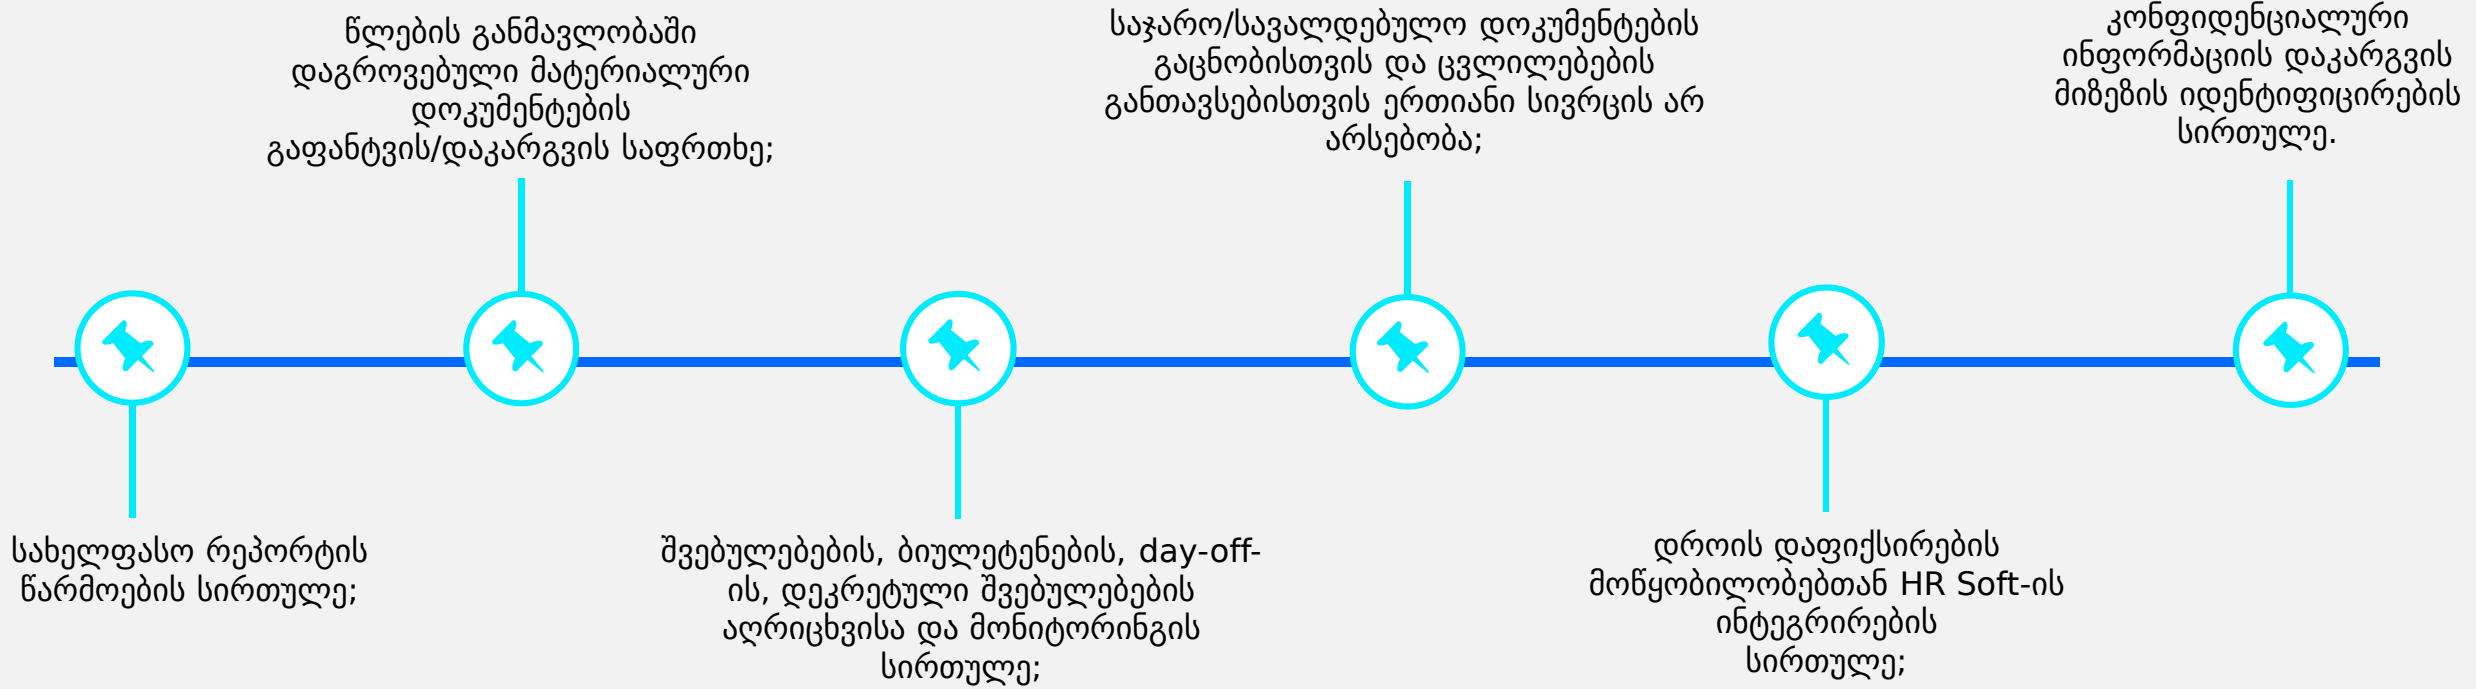 წლების განმავლობაში
დაგროვებული მატერიალური
დოკუმენტების
გაფანტვის/დაკარგვის საფრთხე;
საჯარო/სავალდებულო დოკუმენტების
გაცნობისთვის და ცვლილებების
განთავსებისთვის ერთიანი სივრცის არ
არსებობა;
კონფიდენციალური
ინფორმაციის დაკარგვის
მიზეზის იდენტიფიცირების
სირთულე.
სახელფასო რეპორტის
წარმოების სირთულე;
შვებულებების, ბიულეტენების, day-off-
ის, დეკრეტული შვებულებების
აღრიცხვისა და მონიტორინგის
სირთულე;
დროის დაფიქსირების
მოწყობილობებთან HR Soft-ის
ინტეგრირების
სირთულე;